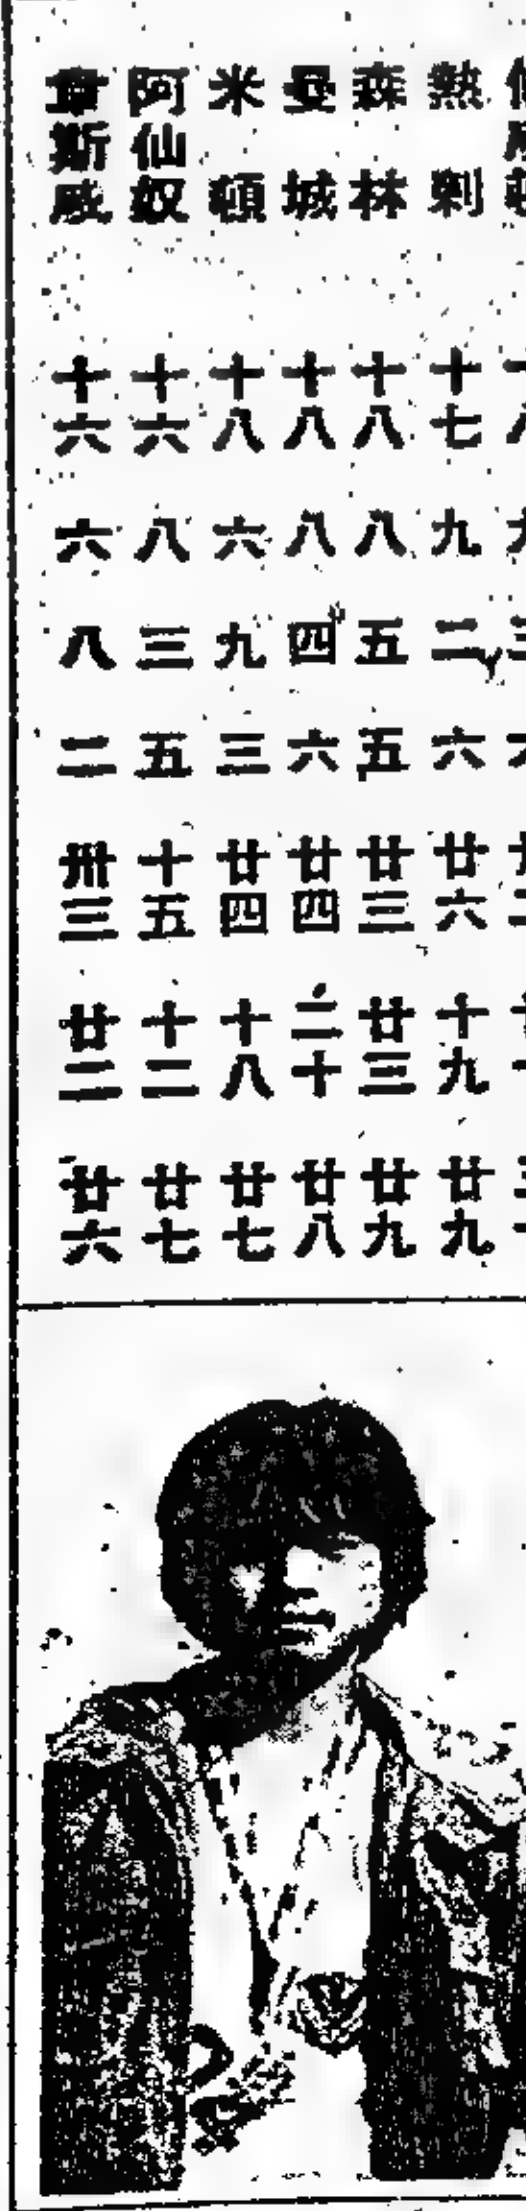 熱刺 十七 九 二 六 廿六 十九 廿九
森林 十八 八 五 五 廿三 廿三 廿九
曼城 十八 八 四 六 廿四 二十 廿八
米頓 十八 六 九 三 廿四 十八 廿七
阿仙奴 十六 八 三 五 十五 十二 廿七
韋斯咸 十六 六 八 二 卅三 廿二 廿六